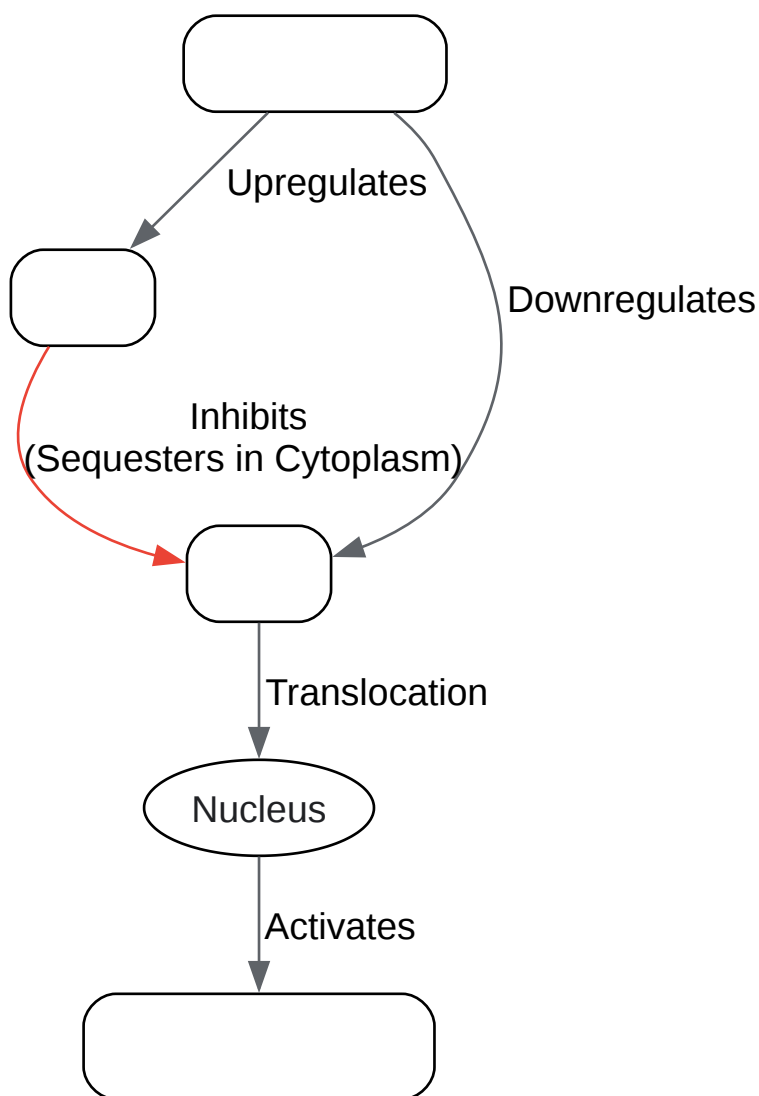 Upregulates
Downregulates
Inhibits
(Sequesters in Cytoplasm)
Translocation
Nucleus
Activates